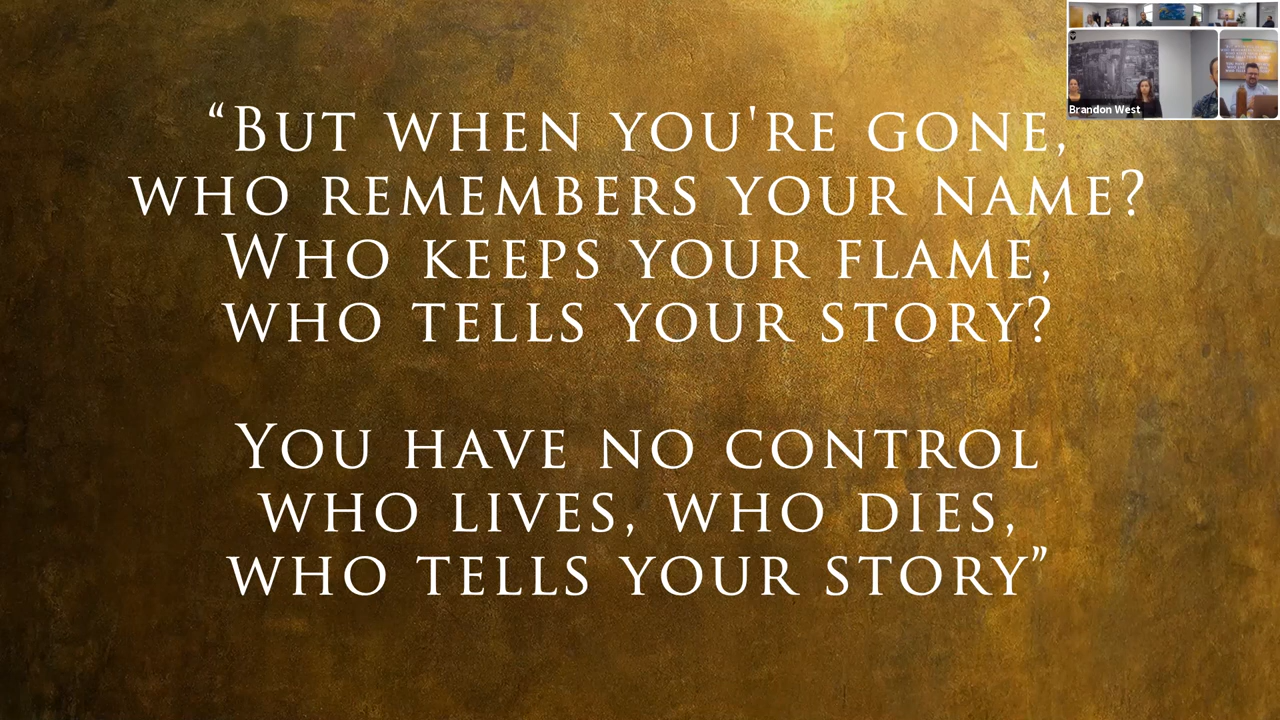 “But when you're gone,
who remembers your name?
Who keeps your flame,
who tells your story?
You have no control
who lives, who dies,
who tells your story”
Brandon West